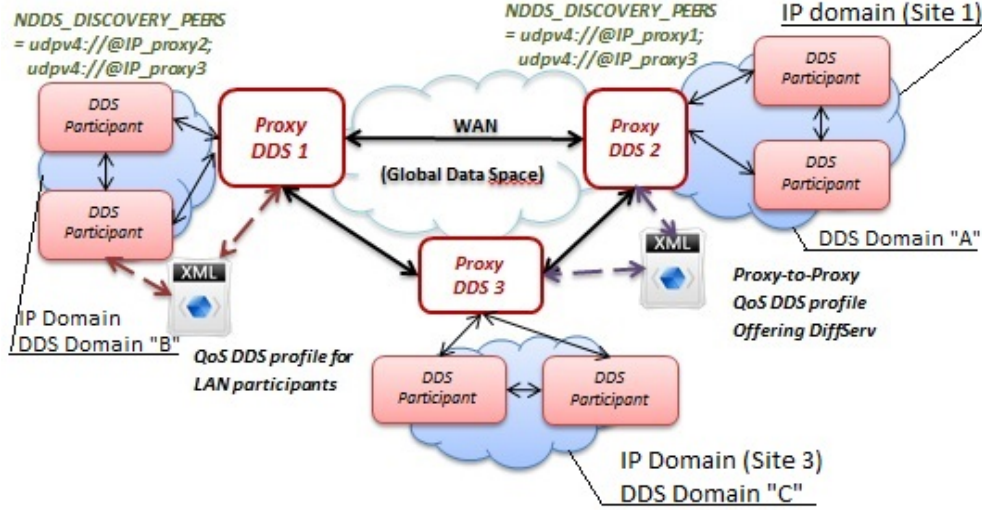 NDDS_DISCOVERY_PEERS
= udpv4://@IP_proxy2;
udpv4://@IP_proxy3
NDDS_DISCOVERY_PEERS
= udpv4://@IP_proxy1;
udpv4://@IP_proxy3
IP domain (Site 1)
DDS
Participant
DDS
Participant
Proxy
DDS 1
WAN
(Global Data Space)
Proxy
DDS 2
DDS
Participant
DDS
Participant
DDS Domain "A"
XML
IP Domain
DDS Domain "B"
QoS DDS profile for
LAN participants
Proxy
DDS 3
XML
Proxy-to-Proxy
QoS DDS profile
Offering DiffServ
DDS
Participant
DDS
Participant
IP Domain (Site 3)
DDS Domain "C"